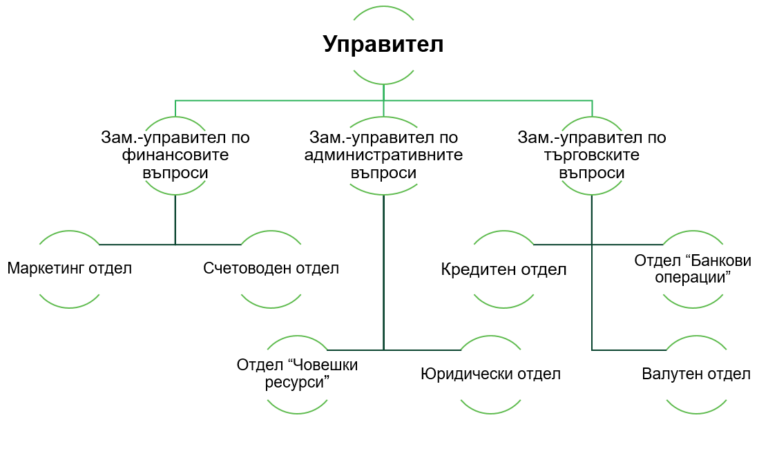 Управител
Зам.-управител по
финансовите
въпроси
Зам.-управител по
административните
въпроси
Зам.-управител по
търговските
въпроси
Маркетинг отдел
Счетоводен отдел
Кредитен отдел
Отдел “Банкови
операции”
Отдел “Човешки
ресурси”
Юридически отдел
Валутен отдел